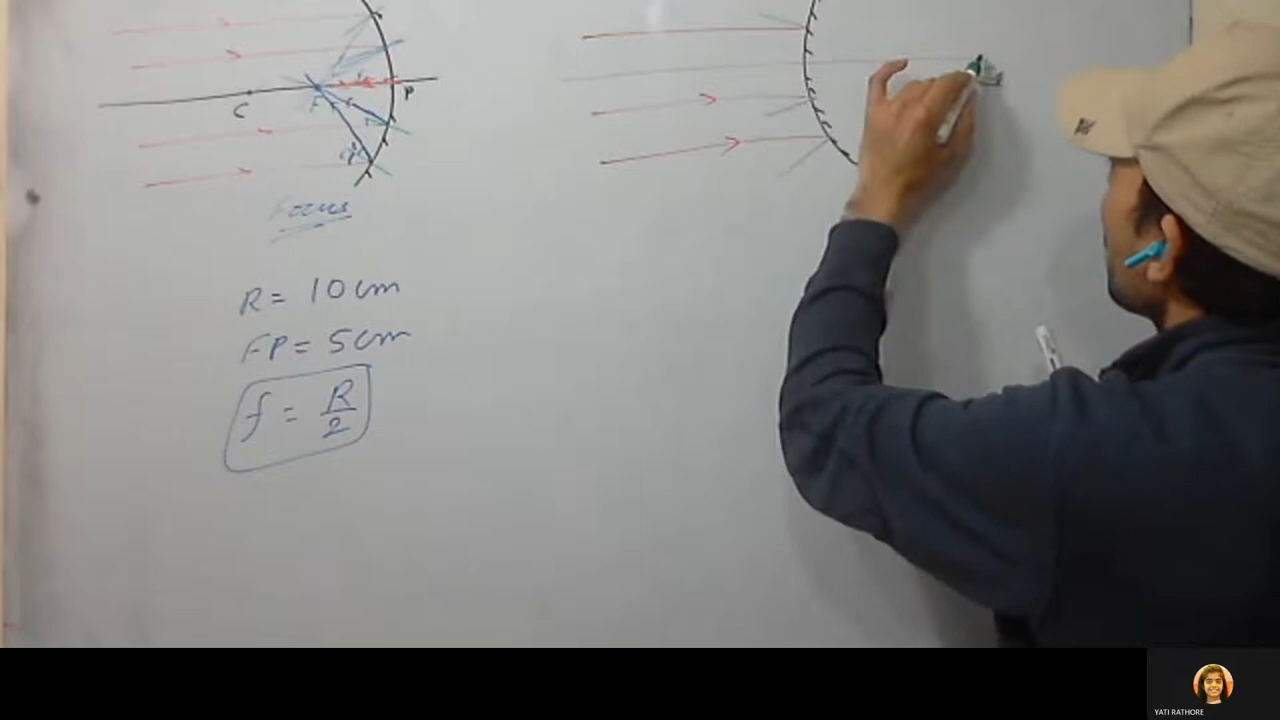 C
F
P
Focus
R = 10 cm
FP = 5 cm
f = R/2
YATI RATHORE